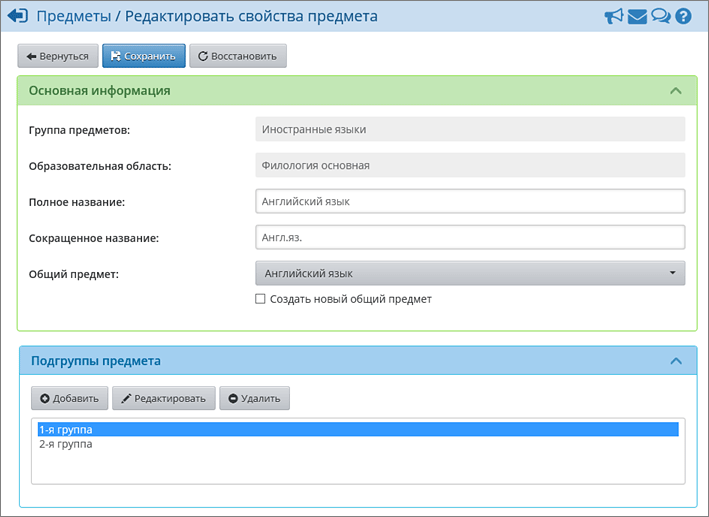 Предметы / Редактировать свойства предмета
Вернуться Сохранить Восстановить
Основная информация
Группа предметов: Иностранные языки
Образовательная область: Филология основная
Полное название: Английский язык
Сокращенное название: Англ.яз.
Общий предмет: Английский язык
Создать новый общий предмет
Подгруппы предмета
Добавить Редактировать Удалить
1-я группа
2-я группа